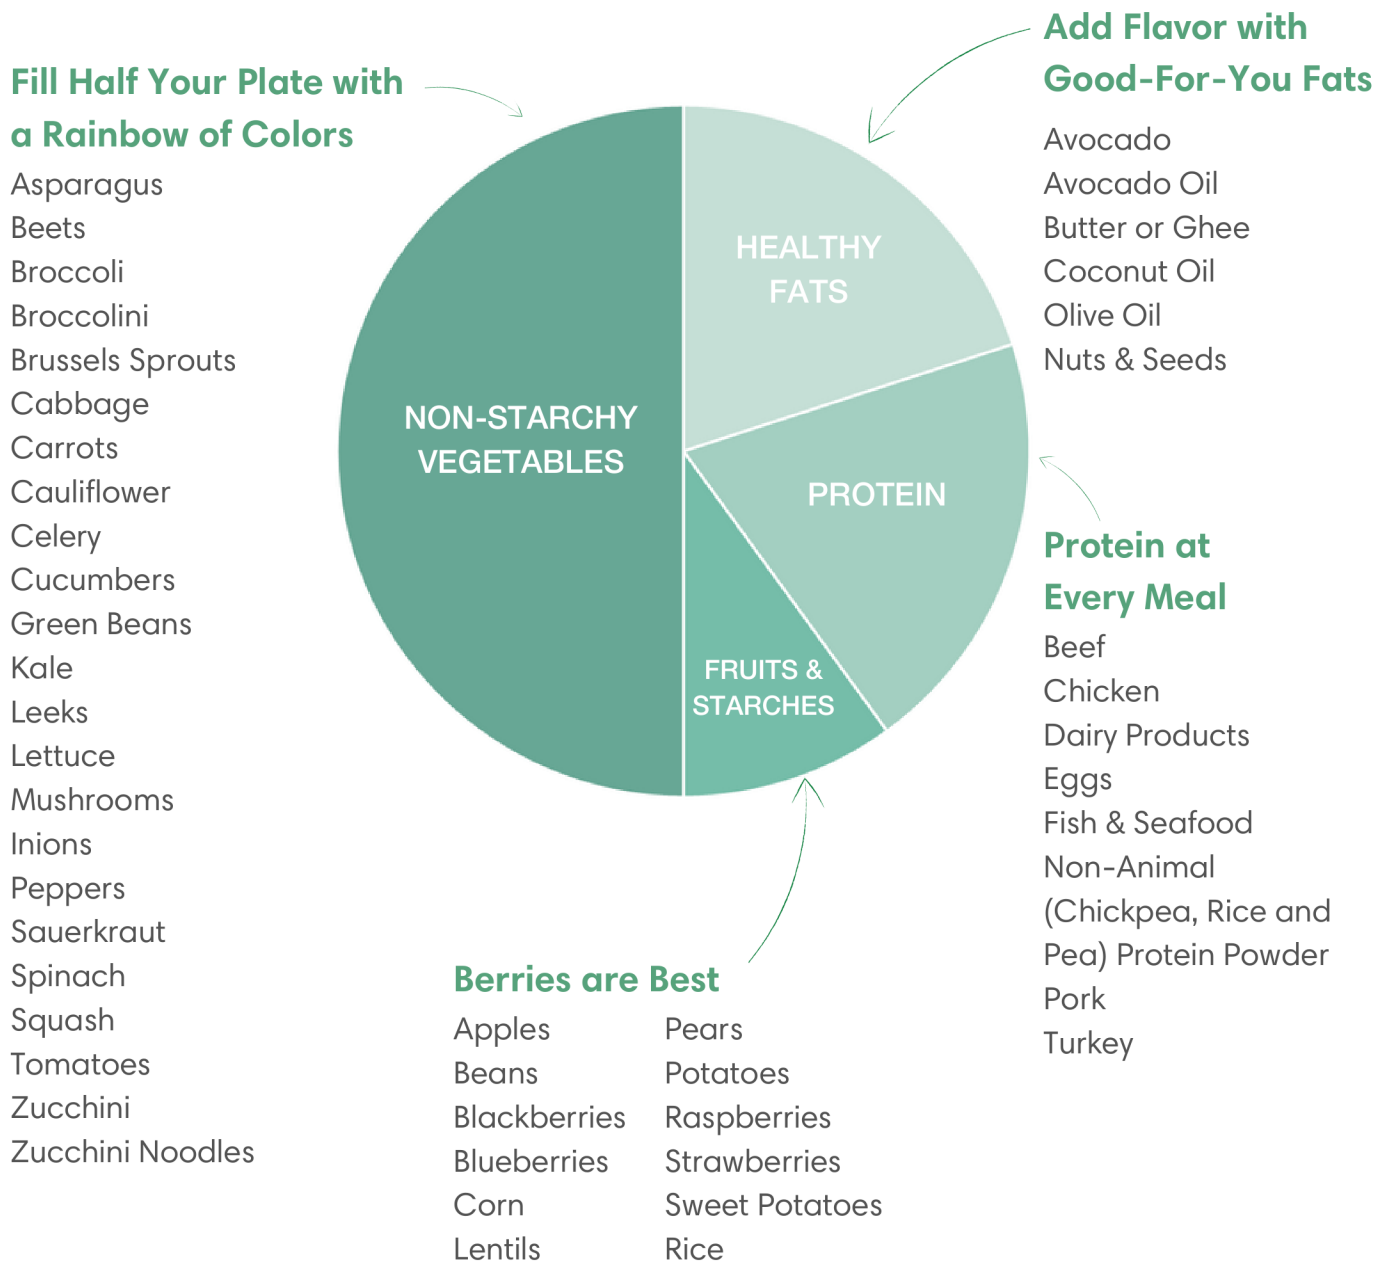 Fill Half Your Plate with
a Rainbow of Colors
Asparagus
Beets
Broccoli
Broccolini
Brussels Sprouts
Cabbage
Carrots
Cauliflower
Celery
Cucumbers
Green Beans
Kale
Leeks
Lettuce
Mushrooms
Inions
Peppers
Sauerkraut
Spinach
Squash
Tomatoes
Zucchini
Zucchini Noodles
NON-STARCHY
VEGETABLES
HEALTHY
FATS
PROTEIN
FRUITS &
STARCHES
Add Flavor with
Good-For-You Fats
Avocado
Avocado Oil
Butter or Ghee
Coconut Oil
Olive Oil
Nuts & Seeds
Protein at
Every Meal
Beef
Chicken
Dairy Products
Eggs
Fish & Seafood
Non-Animal
(Chickpea, Rice and
Pea) Protein Powder
Pork
Turkey
Berries are Best
Apples
Beans
Blackberries
Blueberries
Corn
Lentils
Pears
Potatoes
Raspberries
Strawberries
Sweet Potatoes
Rice